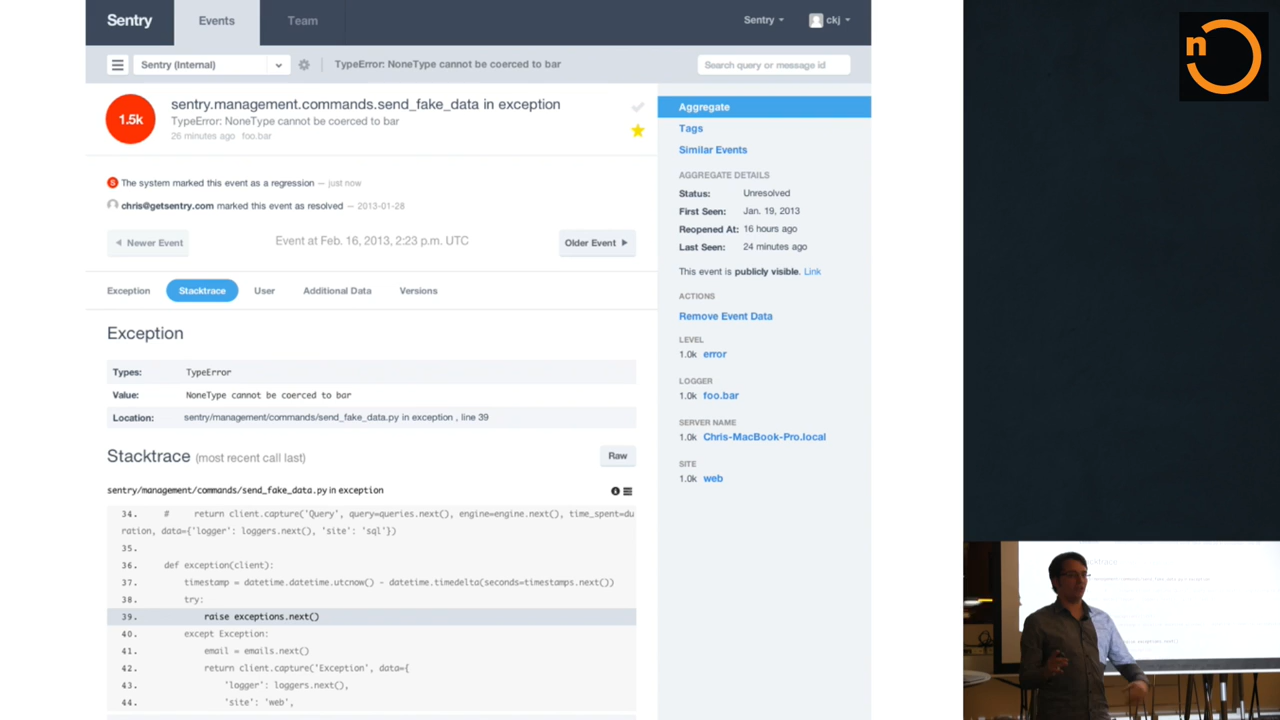 Sentry
Events
Team
Sentry
ckj
Sentry (Internal)
TypeError: NoneType cannot be coerced to bar
Search query or message id
1.5k
sentry.management.commands.send_fake_data in exception
TypeError: NoneType cannot be coerced to bar
26 minutes ago foo.bar
The system marked this event as a regression — just now
chris@getsentry.com marked this event as resolved — 2013-01-28
Newer Event
Event at Feb. 16, 2013, 2:23 p.m. UTC
Older Event
Exception
Stacktrace
User
Additional Data
Versions
Exception
Types: TypeError
Value: NoneType cannot be coerced to bar
Location: sentry/management/commands/send_fake_data.py in exception , line 39
Stacktrace (most recent call last)
Raw
sentry/management/commands/send_fake_data.py in exception
34. # return client.capture('Query', query=queries.next(), engine=engine.next(), time_spent=du
ration, data={'logger': loggers.next(), 'site': 'sql'})
35.
36. def exception(client):
37. timestamp = datetime.datetime.utcnow() - datetime.timedelta(seconds=timestamps.next())
38. try:
39. raise exceptions.next()
40. except Exception:
41. email = emails.next()
42. return client.capture('Exception', data={
43. 'logger': loggers.next(),
44. 'site': 'web',
Aggregate
Tags
Similar Events
AGGREGATE DETAILS
Status: Unresolved
First Seen: Jan. 19, 2013
Reopened At: 16 hours ago
Last Seen: 24 minutes ago
This event is publicly visible. Link
ACTIONS
Remove Event Data
LEVEL
1.0k error
LOGGER
1.0k foo.bar
SERVER NAME
1.0k Chris-MacBook-Pro.local
SITE
1.0k web
n